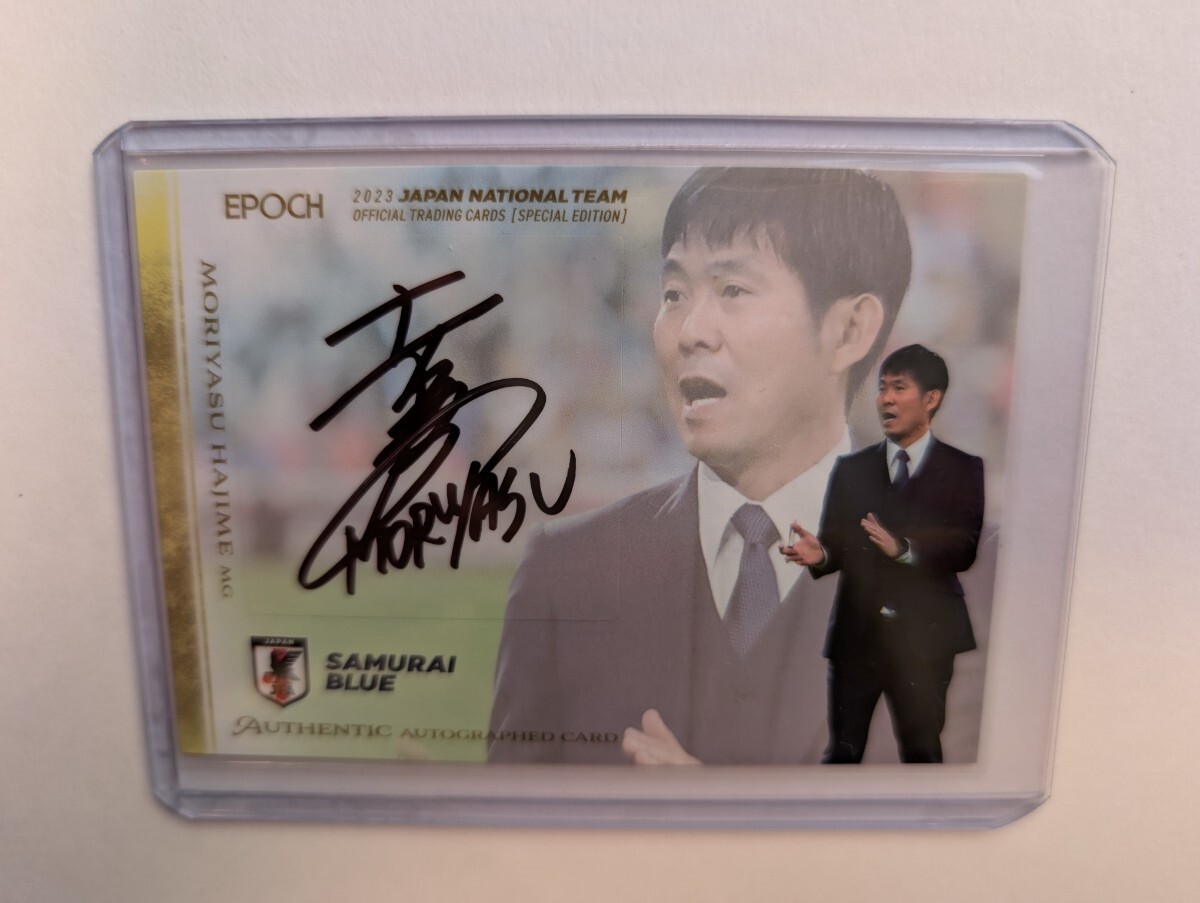 EPOCH
2023 JAPAN NATIONAL TEAM
OFFICIAL TRADING CARDS [SPECIAL EDITION]
MORIYASU HAJIME MG
MORIYASU
JAPAN
JFA
SAMURAI
BLUE
AUTHENTIC AUTOGRAPHED CARD